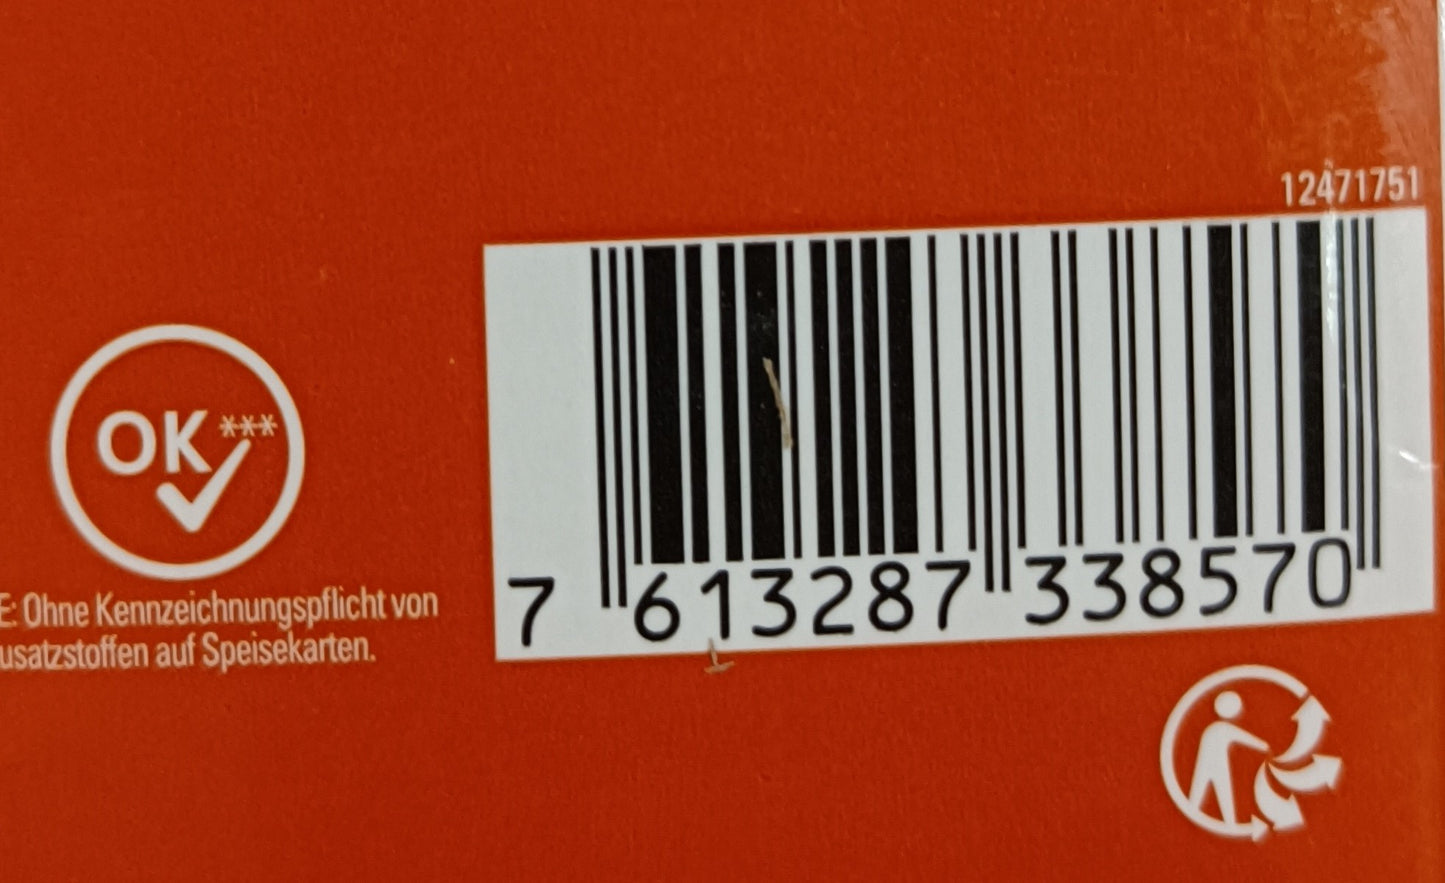 12471751
OK***
E: Ohne Kennzeichnungspflicht von
usatzstoffen auf Speisekarten.
7 613287 338570